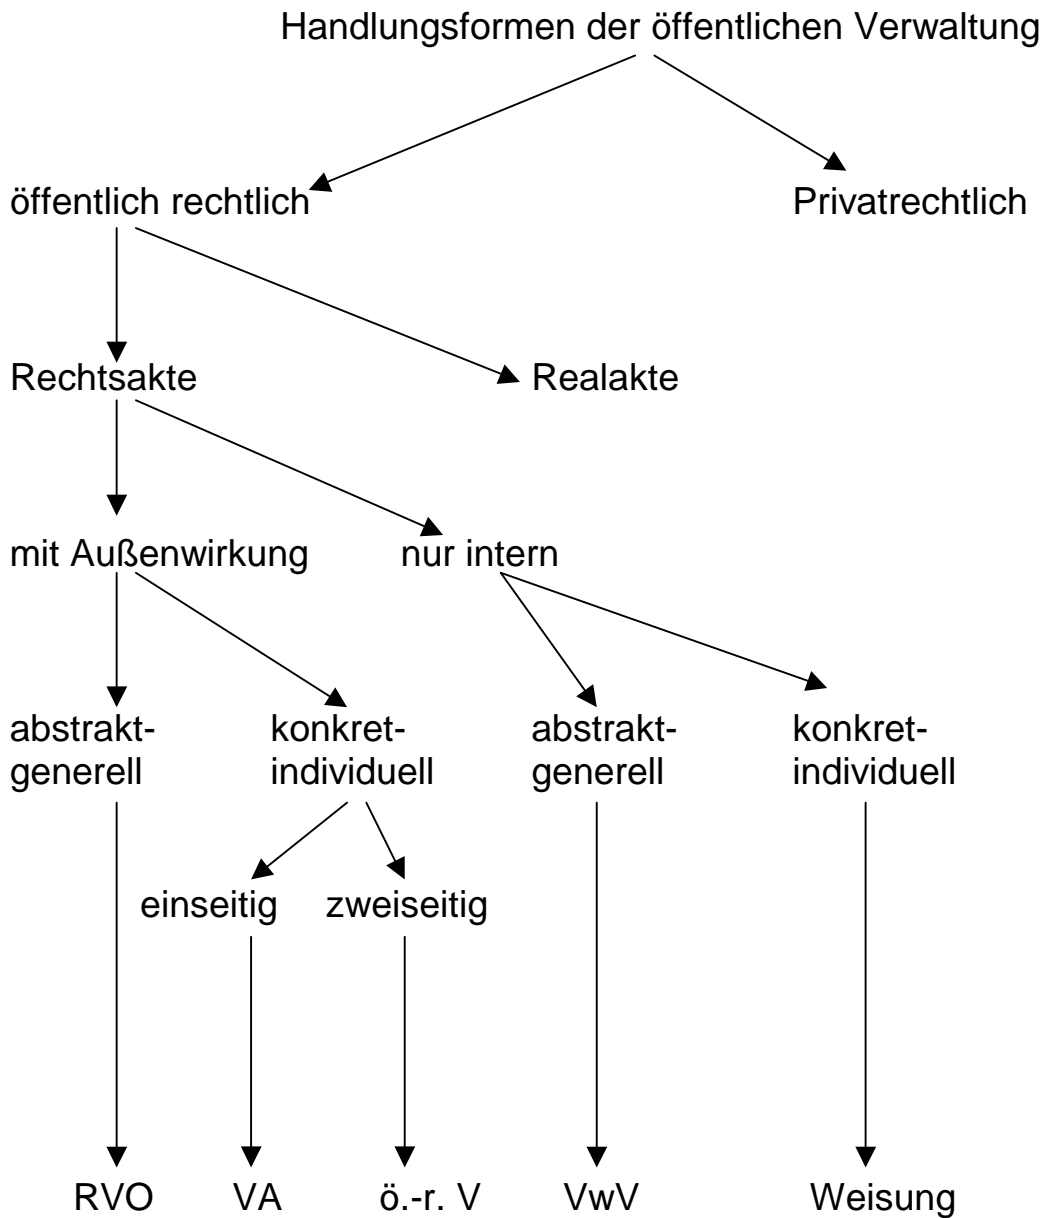 Handlungsformen der öffentlichen Verwaltung
öffentlich rechtlich
Privatrechtlich
Rechtsakte
Realakte
mit Außenwirkung
nur intern
abstrakt-
generell
konkret-
individuell
abstrakt-
generell
konkret-
individuell
einseitig
zweiseitig
RVO
VA
ö.-r. V
VwV
Weisung